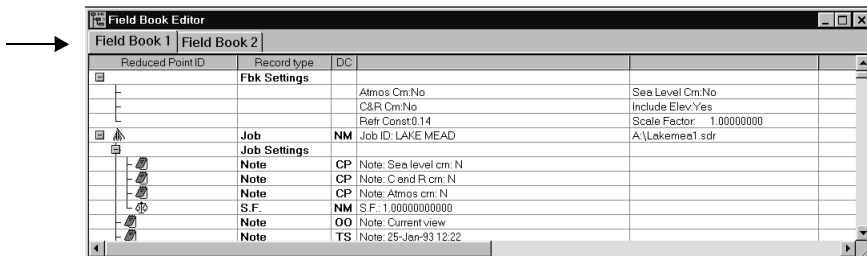 Field Book Editor
Field Book 1 Field Book 2
Reduced Point ID Record type DC
Fbk Settings
Atmos Crn:No Sea Level Crn:No
C&R Crn:No Include Elev:Yes
Refr Const:0.14 Scale Factor: 1.00000000
Job NM Job ID: LAKE MEAD A:\Lakemea1.sdr
Job Settings
Note CP Note: Sea level crn: N
Note CP Note: C and R crn: N
Note CP Note: Atmos crn: N
S.F. NM S.F.: 1.00000000000
Note OO Note: Current view
Note TS Note: 25-Jan-93 12:22